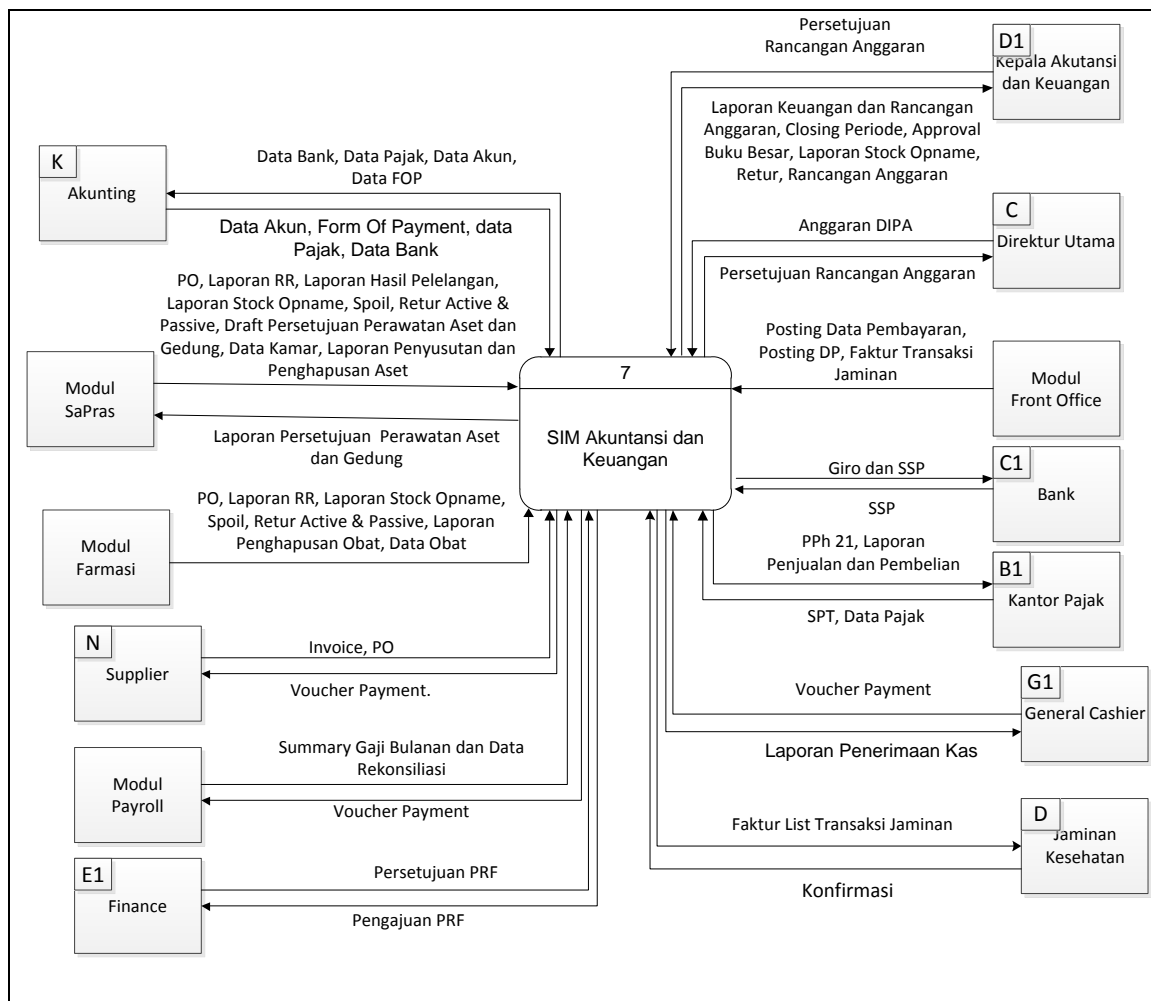 Persetujuan
Rancangan Anggaran
D1
Kepala Akutansi
dan Keuangan
Laporan Keuangan dan Rancangan
Anggaran, Closing Periode, Approval
Buku Besar, Laporan Stock Opname,
Retur, Rancangan Anggaran
K
Akunting
Data Bank, Data Pajak, Data Akun,
Data FOP
Data Akun, Form Of Payment, data
Pajak, Data Bank
C
Direktur Utama
Anggaran DIPA
Persetujuan Rancangan Anggaran
PO, Laporan RR, Laporan Hasil Pelelangan,
Laporan Stock Opname, Spoil, Retur Active &
Passive, Draft Persetujuan Perawatan Aset dan
Gedung, Data Kamar, Laporan Penyusutan dan
Penghapusan Aset
Modul
SaPras
Laporan Persetujuan  Perawatan Aset
dan Gedung
7
SIM Akuntansi dan
Keuangan
Posting Data Pembayaran,
Posting DP, Faktur Transaksi
Jaminan
Modul
Front Office
Giro dan SSP
SSP
C1
Bank
PO, Laporan RR, Laporan Stock Opname,
Spoil, Retur Active & Passive, Laporan
Penghapusan Obat, Data Obat
Modul
Farmasi
PPh 21, Laporan
Penjualan dan Pembelian
SPT, Data Pajak
B1
Kantor Pajak
N
Supplier
Invoice, PO
Voucher Payment.
Voucher Payment
Laporan Penerimaan Kas
G1
General Cashier
Summary Gaji Bulanan dan Data
Rekonsiliasi
Modul
Payroll
Voucher Payment
Faktur List Transaksi Jaminan
Konfirmasi
D
Jaminan
Kesehatan
E1
Finance
Persetujuan PRF
Pengajuan PRF